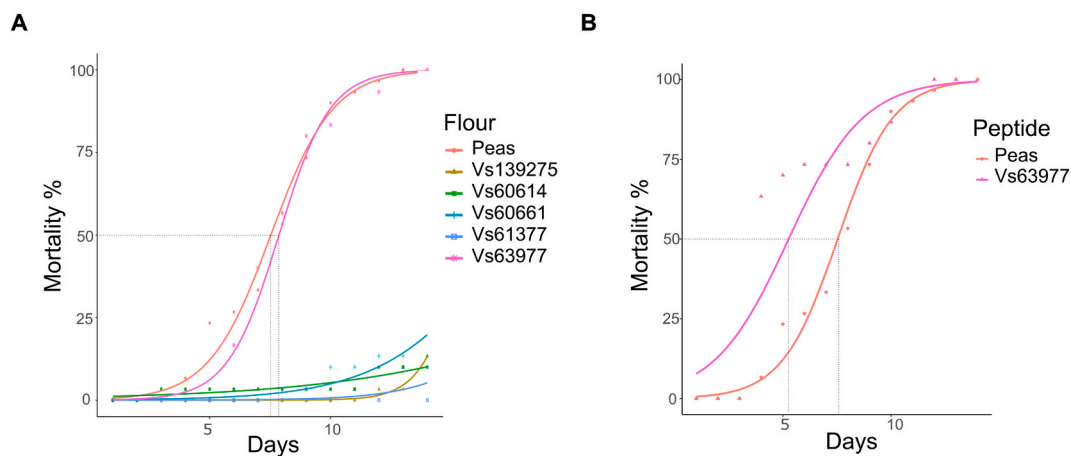 A
Mortality %
100
75
50
25
0
5
10
Days
Flour
Peas
Vs139275
Vs60614
Vs60661
Vs61377
Vs63977
B
Mortality %
100
75
50
25
0
5
10
Days
Peptide
Peas
Vs63977